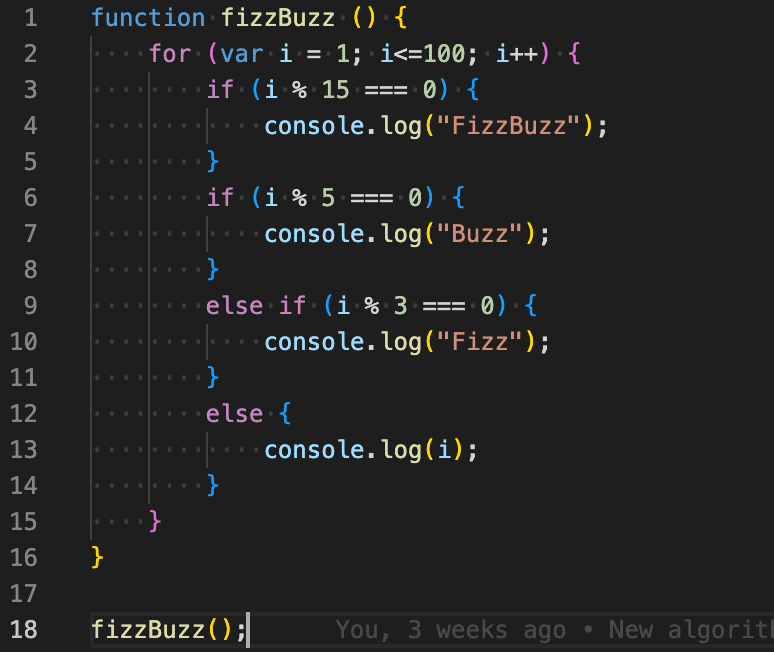 1 function fizzBuzz () {
2 for (var i = 1; i<=100; i++) {
3 if (i % 15 === 0) {
4 console.log("FizzBuzz");
5 }
6 if (i % 5 === 0) {
7 console.log("Buzz");
8 }
9 else if (i % 3 === 0) {
10 console.log("Fizz");
11 }
12 else {
13 console.log(i);
14 }
15 }
16 }
17
18 fizzBuzz(); You, 3 weeks ago • New